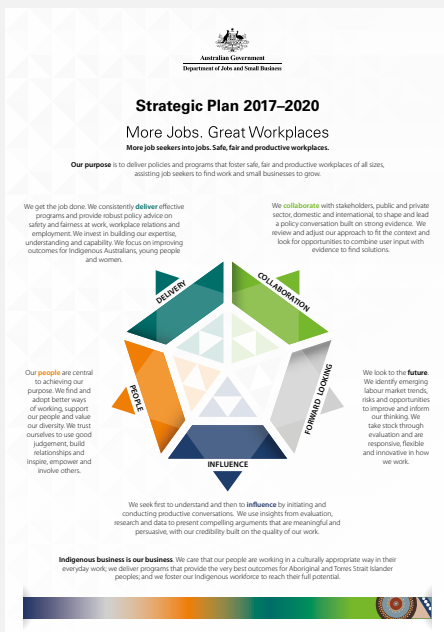 Australian Government
Department of Jobs and Small Business
Strategic Plan 2017–2020
More Jobs. Great Workplaces
More job seekers into jobs. Safe, fair and productive workplaces.
Our purpose is to deliver policies and programs that foster safe, fair and productive workplaces of all sizes,
assisting job seekers to find work and small businesses to grow.
We get the job done. We consistently deliver effective
programs and provide robust policy advice on
safety and fairness at work, workplace relations and
employment. We invest in building our expertise,
understanding and capability. We focus on improving
outcomes for Indigenous Australians, young people
and women.
We collaborate with stakeholders, public and private
sector, domestic and international, to shape and lead
a policy conversation built on strong evidence. We
review and adjust our approach to fit the context and
look for opportunities to combine user input with
evidence to find solutions.
DELIVERY
COLLABORATION
Our people are central
to achieving our
purpose. We find and
adopt better ways
of working, support
our people and value
our diversity. We trust
ourselves to use good
judgement, build
relationships and
inspire, empower and
involve others.
PEOPLE
FORWARD LOOKING
We look to the future.
We identify emerging
labour market trends,
risks and opportunities
to improve and inform
our thinking. We
take stock through
evaluation and are
responsive, flexible
and innovative in how
we work.
INFLUENCE
We seek first to understand and then to influence by initiating and
conducting productive conversations. We use insights from evaluation,
research and data to present compelling arguments that are meaningful and
persuasive, with our credibility built on the quality of our work.
Indigenous business is our business. We care that our people are working in a culturally appropriate way in their
everyday work; we deliver programs that provide the very best outcomes for Aboriginal and Torres Strait Islander
peoples; and we foster our Indigenous workforce to reach their full potential.